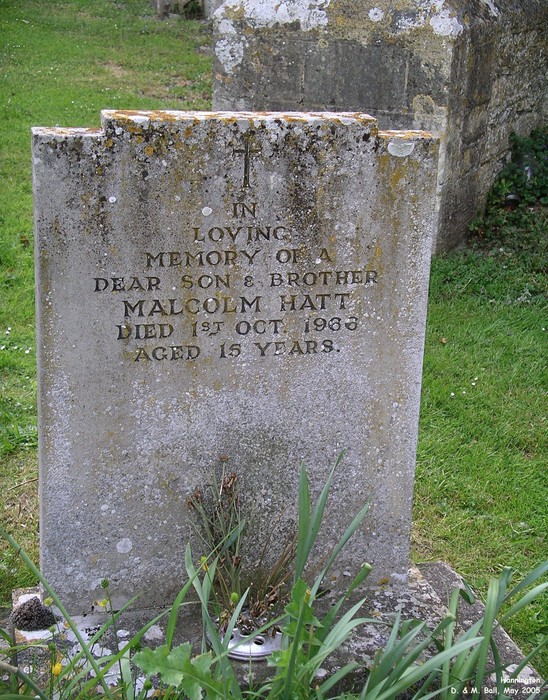 IN
LOVING
MEMORY OF A
DEAR SON & BROTHER
MALCOLM HATT
DIED 1ST OCT. 1966
AGED 15 YEARS.
Hannington
D. & M. Ball, May 2005